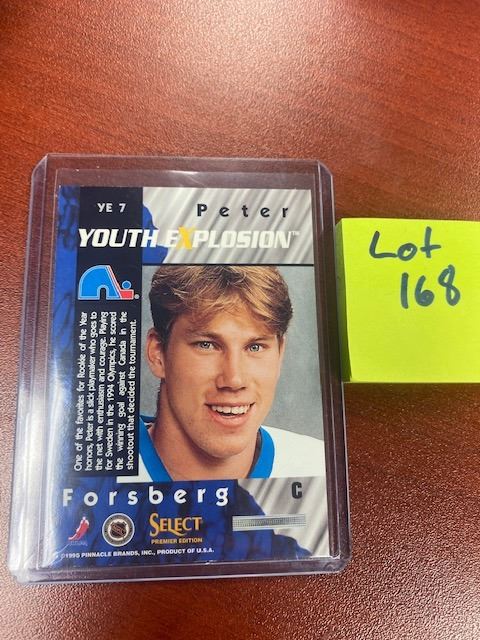 YE 7
Peter
YOUTH EXPLOSION™
One of the favorites for Rookie of the Year
honors, Peter is a slick playmaker who goes to
the net with enthusiasm and courage. Playing
for Sweden in the 1994 Olympics, he scored
the winning goal against Canada in the
shootout that decided the tournament.
Forsberg
C
SELECT
PREMIER EDITION
©1995 PINNACLE BRANDS, INC., PRODUCT OF U.S.A.
Lot
168